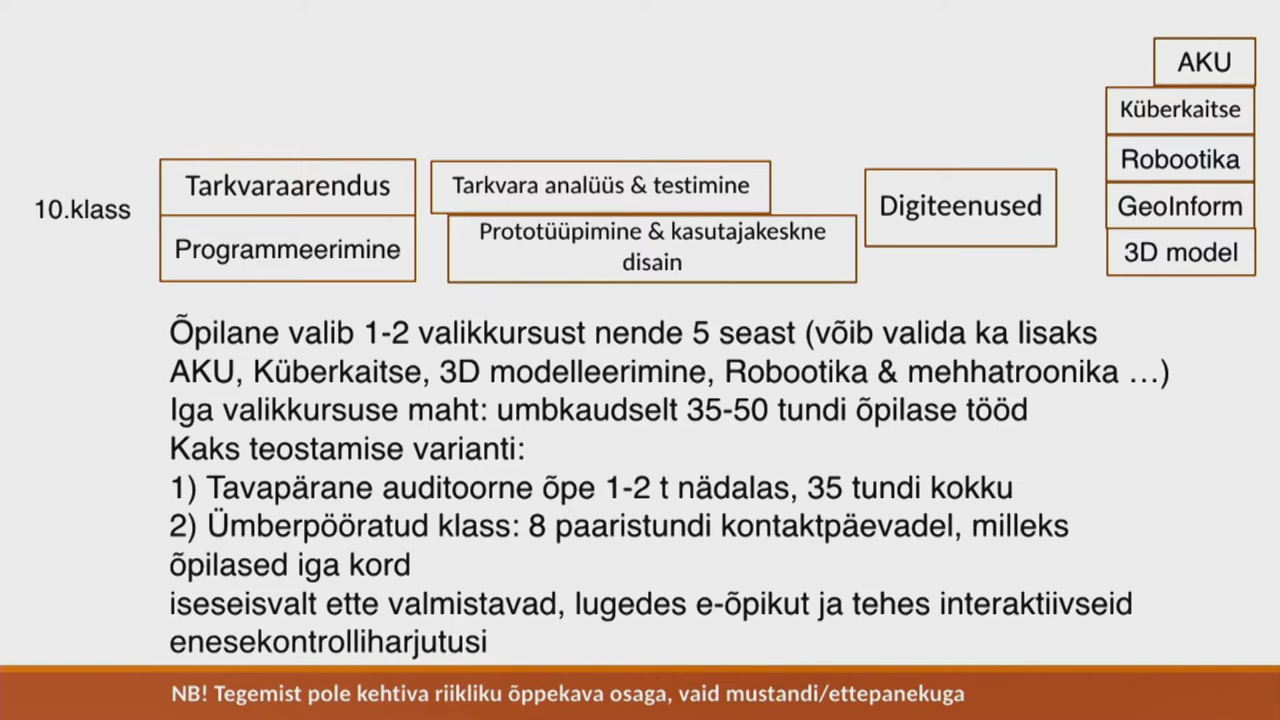 AKU
Küberkaitse
Robootika
GeoInform
3D model
10.klass
Tarkvaraarendus
Programmeerimine
Tarkvara analüüs & testimine
Prototüüpimine & kasutajakeskne
disain
Digiteenused
Õpilane valib 1-2 valikkursust nende 5 seast (võib valida ka lisaks
AKU, Küberkaitse, 3D modelleerimine, Robootika & mehhatroonika …)
Iga valikkursuse maht: umbkaudselt 35-50 tundi õpilase tööd
Kaks teostamise varianti:
1) Tavapärane auditoorne õpe 1-2 t nädalas, 35 tundi kokku
2) Ümberpööratud klass: 8 paaristundi kontaktpäevadel, milleks
õpilased iga kord
iseseisvalt ette valmistavad, lugedes e-õpikut ja tehes interaktiivseid
enesekontrolliharjutusi
NB! Tegemist pole kehtiva riikliku õppekava osaga, vaid mustandi/ettepanekuga